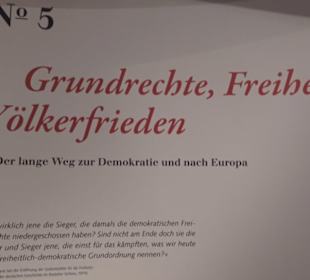 No 5
Grundrechte, Freihe
Völkerfrieden
Der lange Weg zur Demokratie und nach Europa
wirklich jene die Sieger, die damals die demokratischen Frei-
hte niedergeschossen haben? Sind nicht am Ende doch sie die
r und Sieger jene, die einst für das kämpften, was wir heute
freiheitlich-demokratische Grundordnung nennen?«